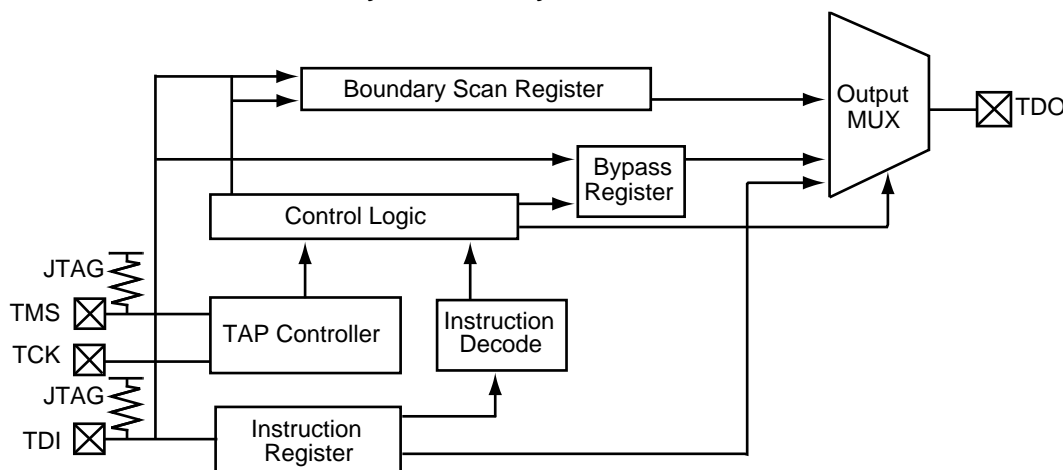 Boundary Scan Register
Output
MUX
TDO
Bypass
Register
Control Logic
JTAG
TMS
TAP Controller
Instruction
Decode
TCK
JTAG
TDI
Instruction
Register